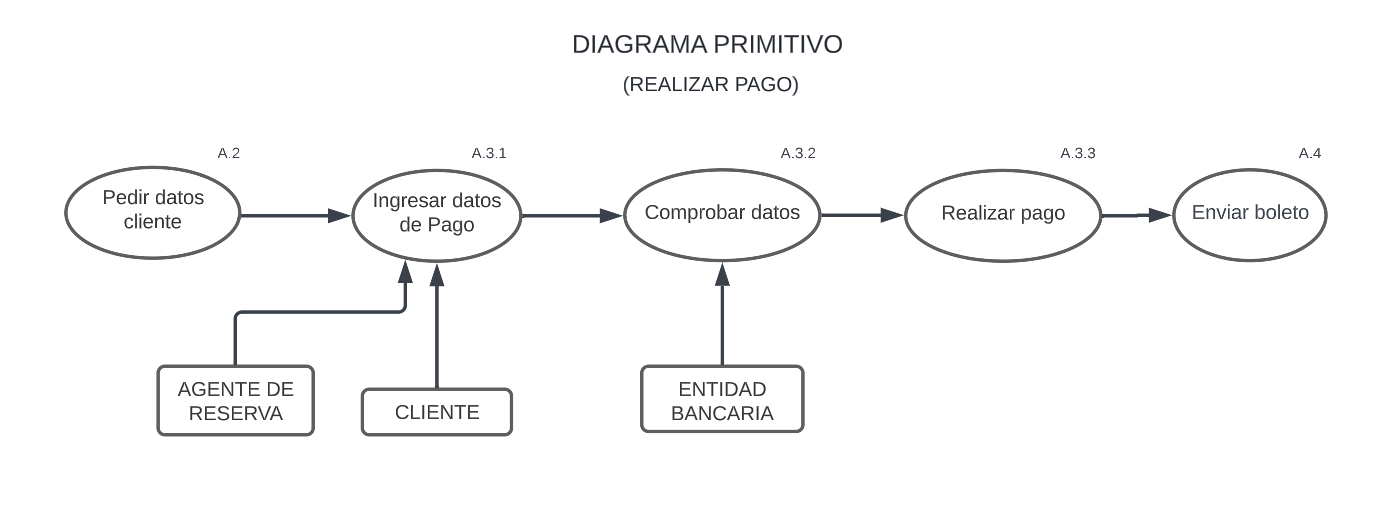 DIAGRAMA PRIMITIVO
(REALIZAR PAGO)
A.2
A.3.1
A.3.2
A.3.3
A.4
Pedir datos
cliente
Ingresar datos
de Pago
Comprobar datos
Realizar pago
Enviar boleto
AGENTE DE
RESERVA
CLIENTE
ENTIDAD
BANCARIA